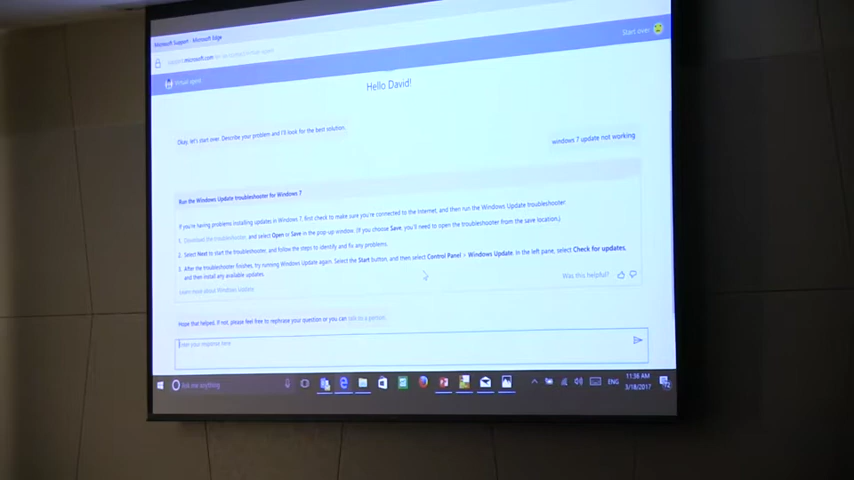 Microsoft Support - Microsoft Edge
Virtual agent
Start over
Hello David!
Okay, let's start over. Describe your problem and I'll look for the best solution.
windows 7 update not working
Run the Windows Update troubleshooter for Windows 7
If you're having problems installing updates in Windows 7, first check to make sure you're connected to the Internet, and then run the Windows Update troubleshooter:
1. Download the troubleshooter, and select Open or Save in the pop-up window. (If you choose Save, you'll need to open the troubleshooter from the save location.)
2. Select Next to start the troubleshooter, and follow the steps to identify and fix any problems.
3. After the troubleshooter finishes, try running Windows Update again. Select the Start button, and then select Control Panel > Windows Update. In the left pane, select Check for updates,
and then install any available updates.
Learn more about Windows Update
Was this helpful?
Hope that helped. If not, please feel free to rephrase your question or you can talk to a person.
Type your response here
Ask me anything
ENG
11:36 AM
3/18/2017